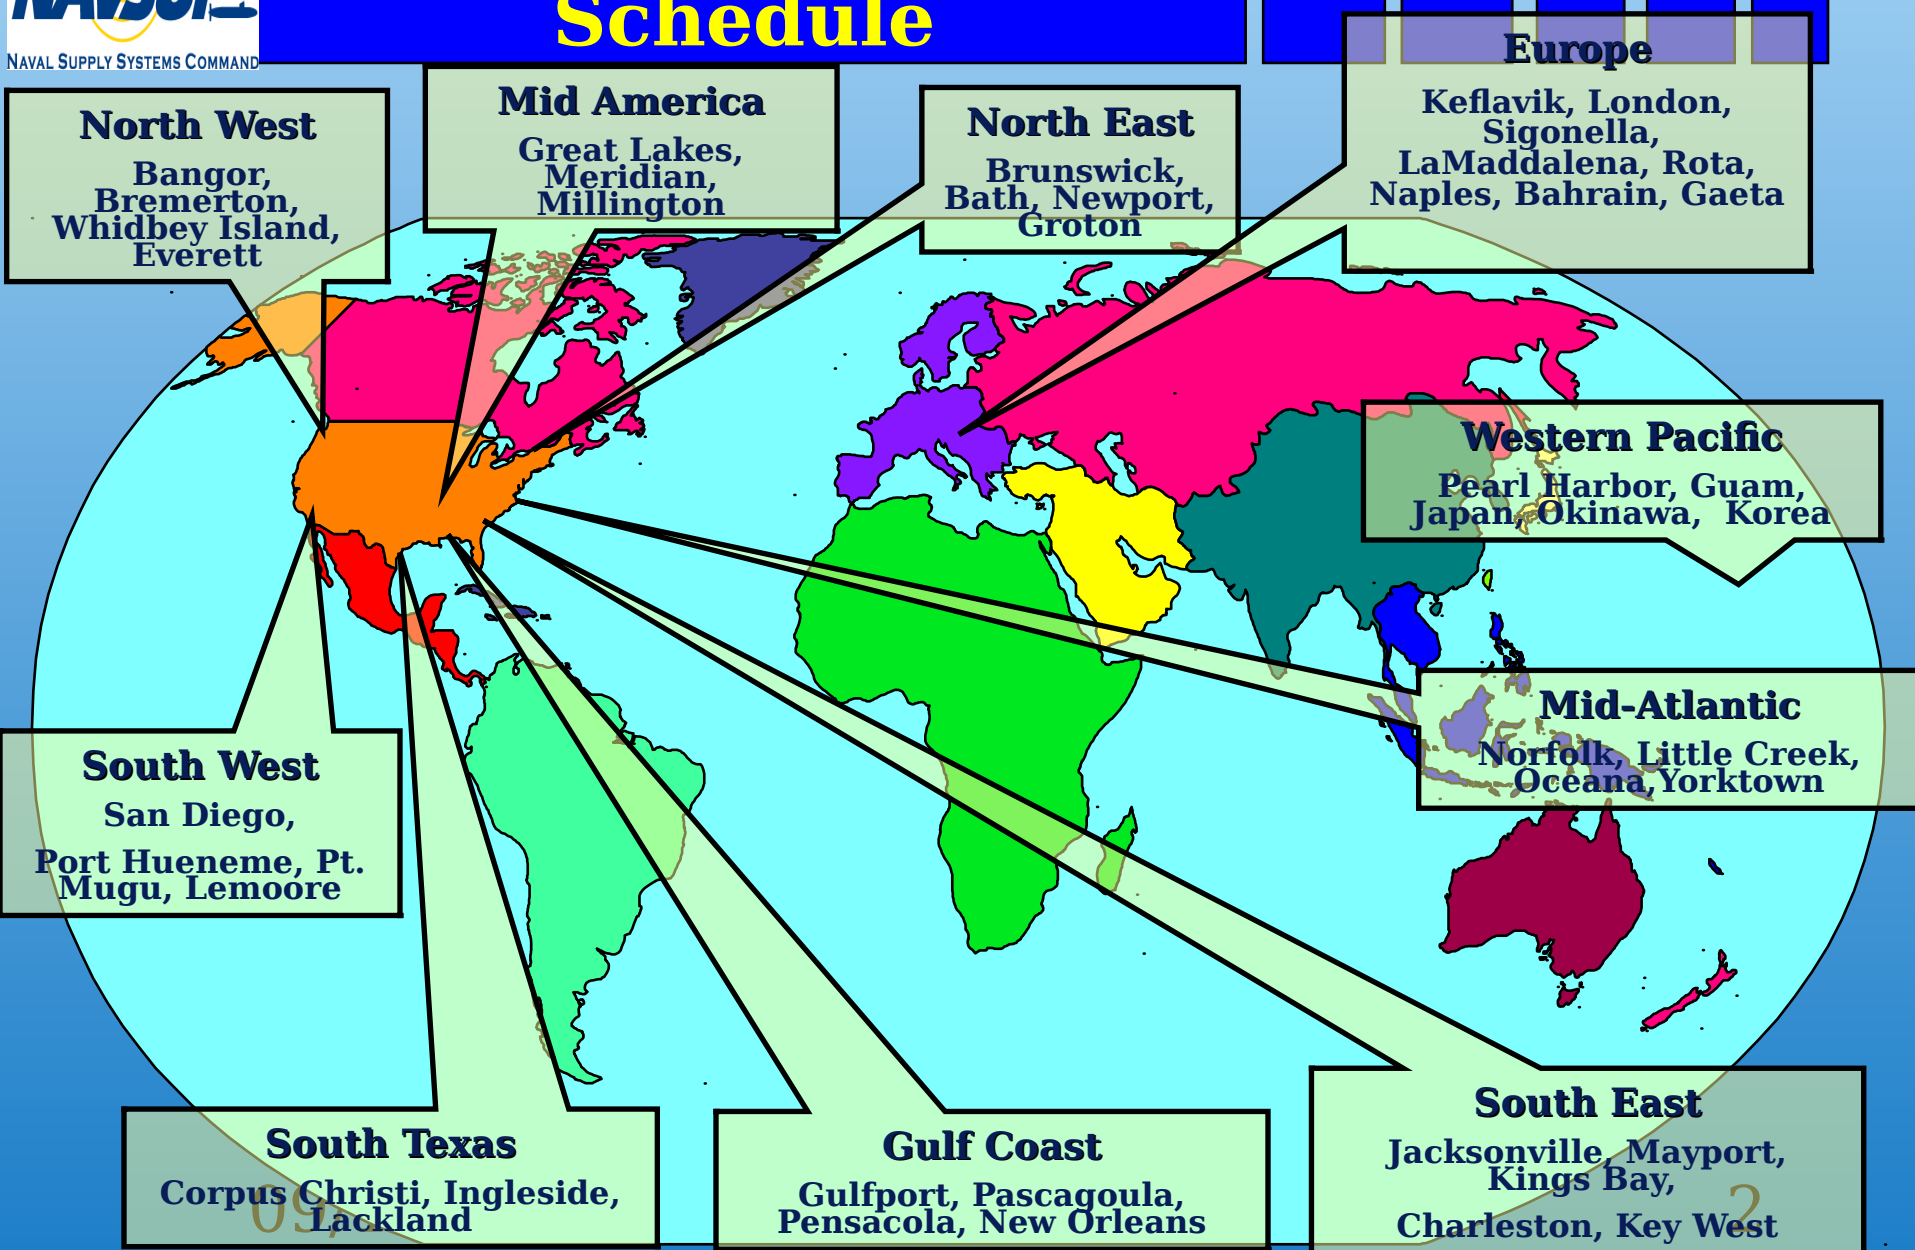 NAVSUP
NAVAL SUPPLY SYSTEMS COMMAND
Schedule
North West
Bangor,
Bremerton,
Whidbey Island,
Everett
Mid America
Great Lakes,
Meridian,
Millington
North East
Brunswick,
Bath, Newport,
Groton
Europe
Keflavik, London,
Sigonella,
LaMaddalena, Rota,
Naples, Bahrain, Gaeta
Western Pacific
Pearl Harbor, Guam,
Japan, Okinawa, Korea
Mid-Atlantic
Norfolk, Little Creek,
Oceana,Yorktown
South West
San Diego,
Port Hueneme, Pt.
Mugu, Lemoore
South Texas
Corpus Christi, Ingleside,
Lackland
Gulf Coast
Gulfport, Pascagoula,
Pensacola, New Orleans
South East
Jacksonville, Mayport,
Kings Bay,
Charleston, Key West
2